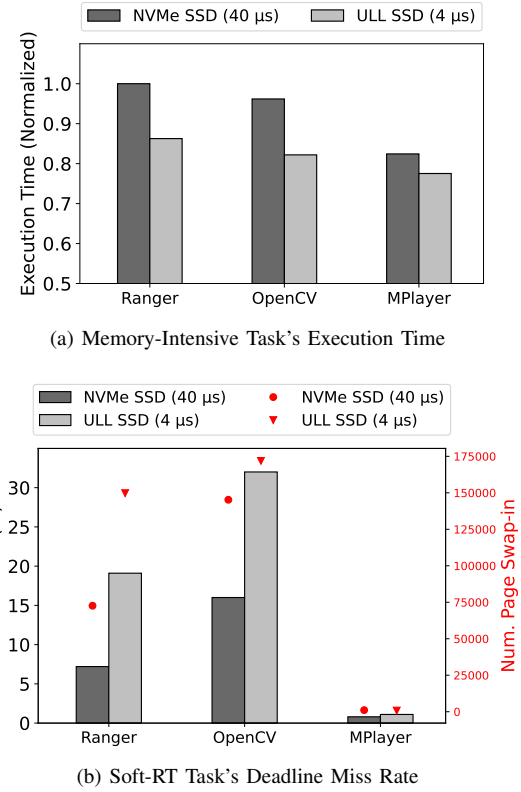 NVMe SSD (40 μs) ULL SSD (4 μs)
Execution Time (Normalized)
1.0
0.9
0.8
0.7
0.6
0.5
Ranger OpenCV MPlayer
(a) Memory-Intensive Task's Execution Time
NVMe SSD (40 μs) NVMe SSD (40 μs)
ULL SSD (4 μs) ULL SSD (4 μs)
30
25
20
15
10
5
0
175000
150000
125000
100000
75000
50000
25000
0
Num. Page Swap-in
Ranger OpenCV MPlayer
(b) Soft-RT Task's Deadline Miss Rate